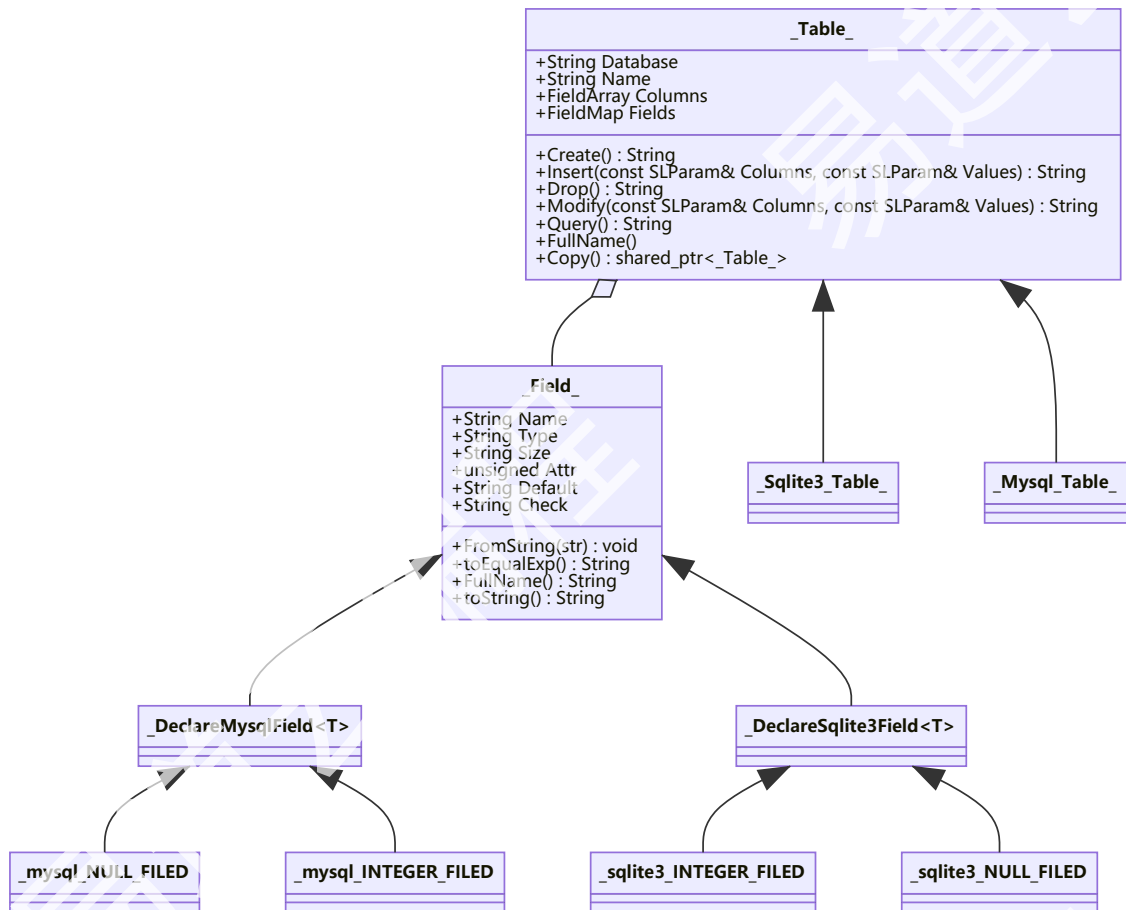 _Table_
+String Database
+String Name
+FieldArray Columns
+FieldMap Fields
+Create() : String
+Insert(const SLParam& Columns, const SLParam& Values) : String
+Drop() : String
+Modify(const SLParam& Columns, const SLParam& Values) : String
+Query() : String
+FullName()
+Copy() : shared_ptr<_Table_>
_Field_
+String Name
+String Type
+String Size
+unsigned Attr
+String Default
+String Check
+FromString(str) : void
+toEqualExp() : String
+FullName() : String
+toString() : String
_Sqlite3_Table_
_Mysql_Table_
_DeclareMysqlField<T>
_DeclareSqlite3Field<T>
_mysql_NULL_FILED
_mysql_INTEGER_FILED
_sqlite3_INTEGER_FILED
_sqlite3_NULL_FILED
易道